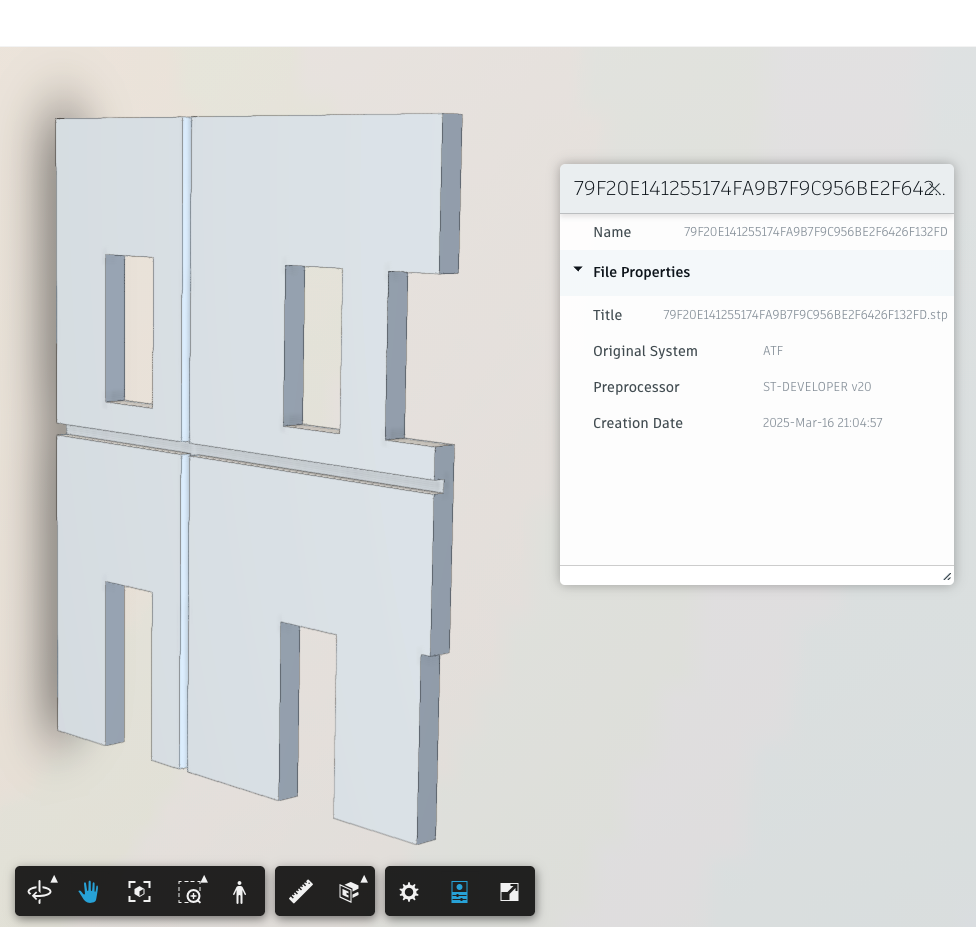 79F20E141255174FA9B7F9C956BE2F642...
Name 79F20E141255174FA9B7F9C956BE2F6426F132FD
File Properties
Title 79F20E141255174FA9B7F9C956BE2F6426F132FD.stp
Original System ATF
Preprocessor ST-DEVELOPER v20
Creation Date 2025-Mar-16 21:04:57